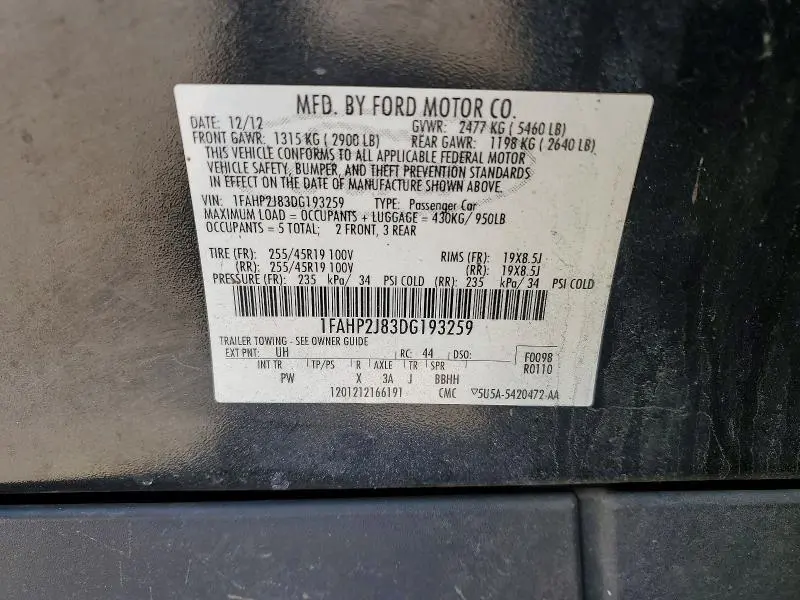 MFD. BY FORD MOTOR CO.
DATE: 12/12 GVWR: 2477 KG ( 5460 LB)
FRONT GAWR: 1315 KG ( 2900 LB) REAR GAWR: 1198 KG ( 2640 LB)
THIS VEHICLE CONFORMS TO ALL APPLICABLE FEDERAL MOTOR
VEHICLE SAFETY, BUMPER, AND THEFT PREVENTION STANDARDS
IN EFFECT ON THE DATE OF MANUFACTURE SHOWN ABOVE.
VIN: 1FAHP2J83DG193259 TYPE: Passenger Car
MAXIMUM LOAD = OCCUPANTS + LUGGAGE = 430KG/ 950LB
OCCUPANTS = 5 TOTAL; 2 FRONT, 3 REAR
TIRE (FR): 255/45R19 100V RIMS (FR): 19X8.5J
(RR): 255/45R19 100V (RR): 19X8.5J
PRESSURE (FR): 235 kPa/ 34 PSI COLD (RR): 235 kPa/ 34 PSI COLD
1FAHP2J83DG193259
TRAILER TOWING - SEE OWNER GUIDE
EXT PNT: UH RC: 44 DSO: F0098
INT TR TP/PS R AXLE TR SPR R0110
PW X 3A J BBHH
1201212166191 CMC ▽5U5A-5420472-AA